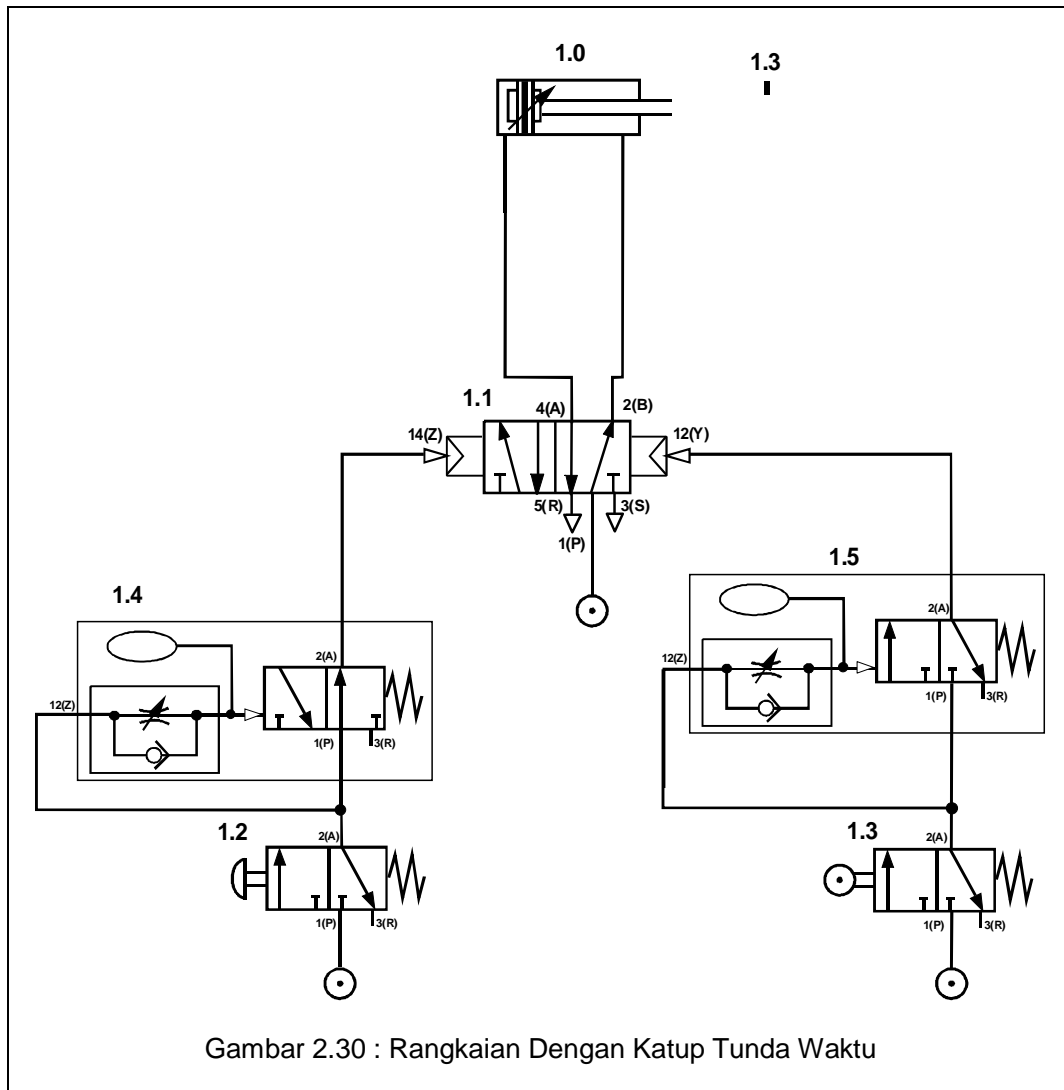 1.0
1.3
1.1
4(A)
2(B)
14(Z)
12(Y)
5(R)
3(S)
1(P)
1.4
2(A)
12(Z)
1(P)
3(R)
1.5
2(A)
12(Z)
1(P)
3(R)
1.2
2(A)
1(P)
3(R)
1.3
2(A)
1(P)
3(R)
Gambar 2.30 : Rangkaian Dengan Katup Tunda Waktu